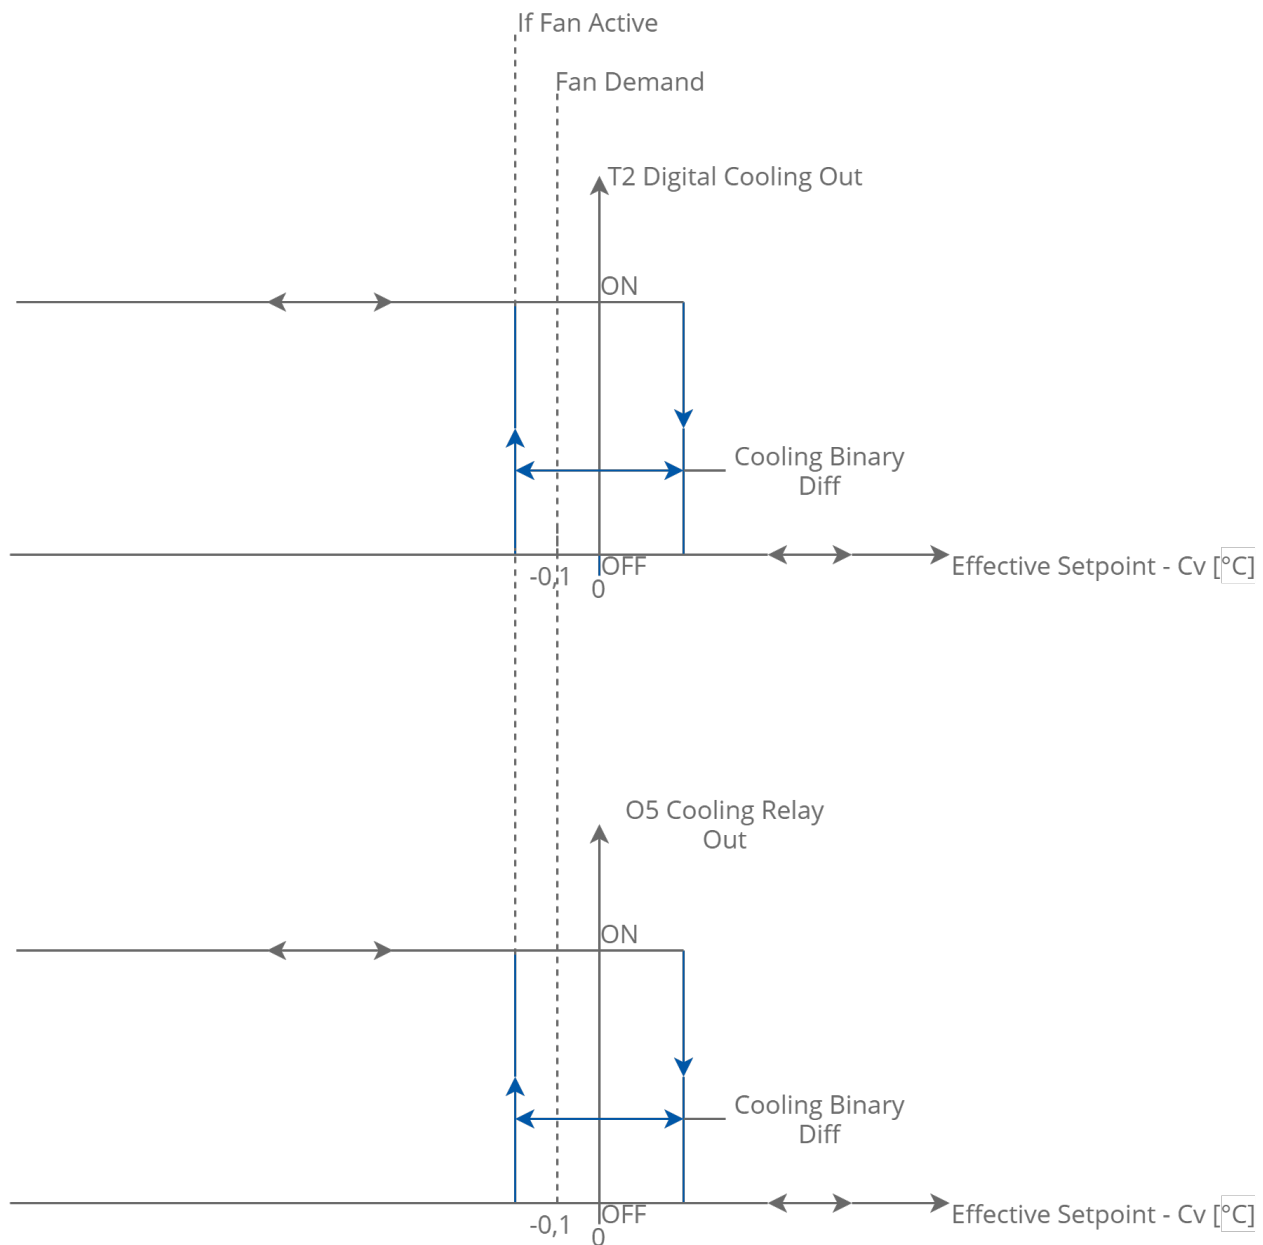 If Fan Active
Fan Demand
T2 Digital Cooling Out
ON
Cooling Binary
Diff
OFF
Effective Setpoint - Cv [°C]
-0,1
0
O5 Cooling Relay
Out
ON
Cooling Binary
Diff
OFF
Effective Setpoint - Cv [°C]
-0,1
0